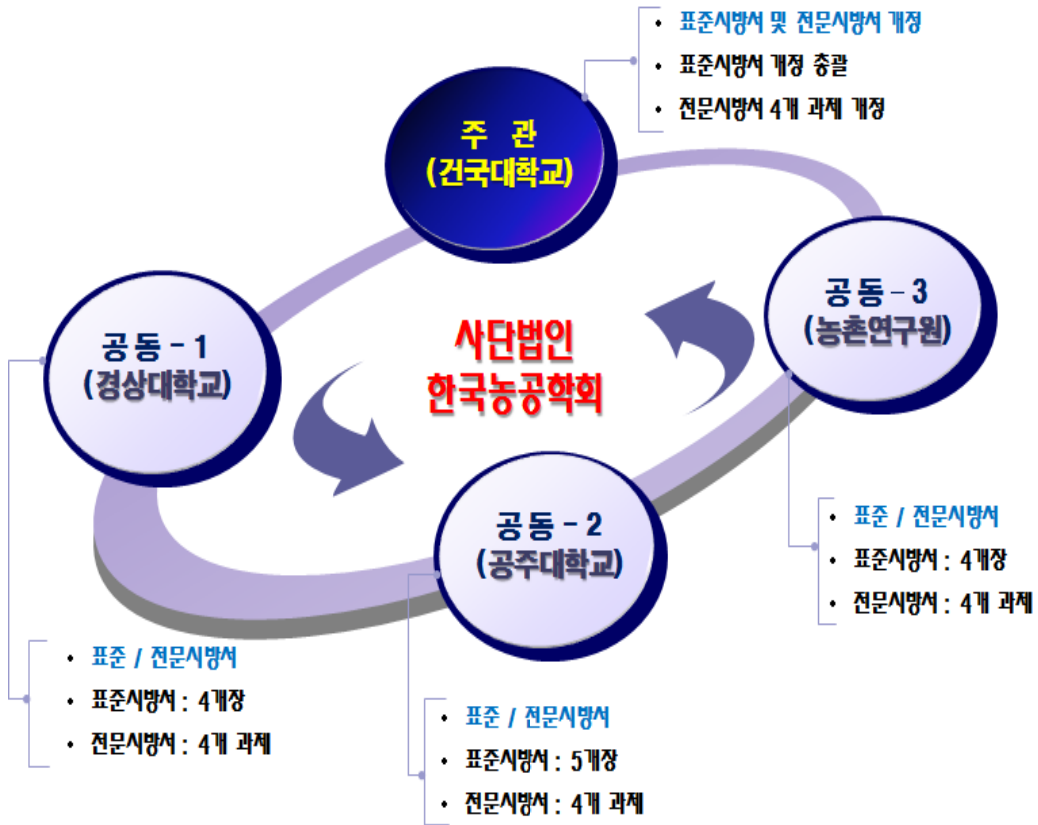 • 표준시방서 및 전문시방서 개정
• 표준시방서 개정 총괄
• 전문시방서 4개 과제 개정
주 관
(건국대학교)
공동-3
(농촌연구원)
공동-1
(경상대학교)
사단법인
한국농공학회
공동-2
(공주대학교)
• 표준 / 전문시방서
• 표준시방서 : 4개장
• 전문시방서 : 4개 과제
• 표준 / 전문시방서
• 표준시방서 : 4개장
• 전문시방서 : 4개 과제
• 표준 / 전문시방서
• 표준시방서 : 5개장
• 전문시방서 : 4개 과제